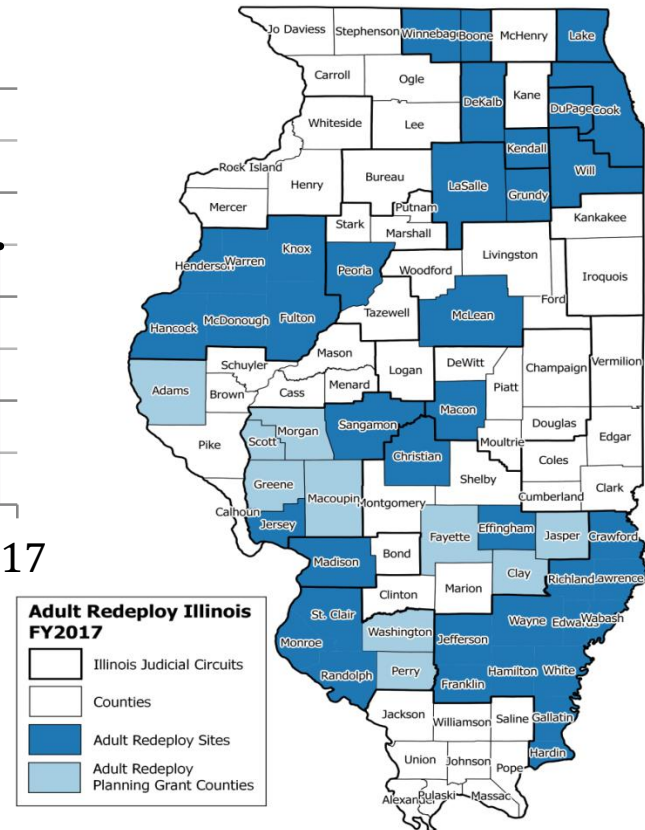 Jo Daviess
Stephenson
Winnebago
Boone
McHenry
Lake
Carroll
Ogle
DeKalb
Kane
DuPage
Cook
Whiteside
Lee
Kendall
Rock Island
Henry
Bureau
LaSalle
Grundy
Will
Mercer
Putnam
Kankakee
Stark
Marshall
Henderson
Warren
Knox
Peoria
Woodford
Livingston
Iroquois
Ford
Hancock
McDonough
Fulton
Tazewell
McLean
Mason
Schuyler
Logan
DeWitt
Champaign
Vermilion
Adams
Brown
Cass
Menard
Piatt
Macon
Morgan
Sangamon
Douglas
Edgar
Pike
Scott
Christian
Moultrie
Coles
Greene
Macoupin
Montgomery
Shelby
Cumberland
Clark
Calhoun
Jersey
Fayette
Effingham
Jasper
Crawford
17
Madison
Bond
Clay
Richland
Lawrence
Clinton
Marion
St. Clair
Washington
Wayne
Edwards
Wabash
Monroe
Jefferson
Randolph
Perry
Hamilton
White
Franklin
Jackson
Williamson
Saline
Gallatin
Hardin
Union
Johnson
Pope
Alexander
Pulaski
Massac
Adult Redeploy Illinois
FY2017
Illinois Judicial Circuits
Counties
Adult Redeploy Sites
Adult Redeploy
Planning Grant Counties